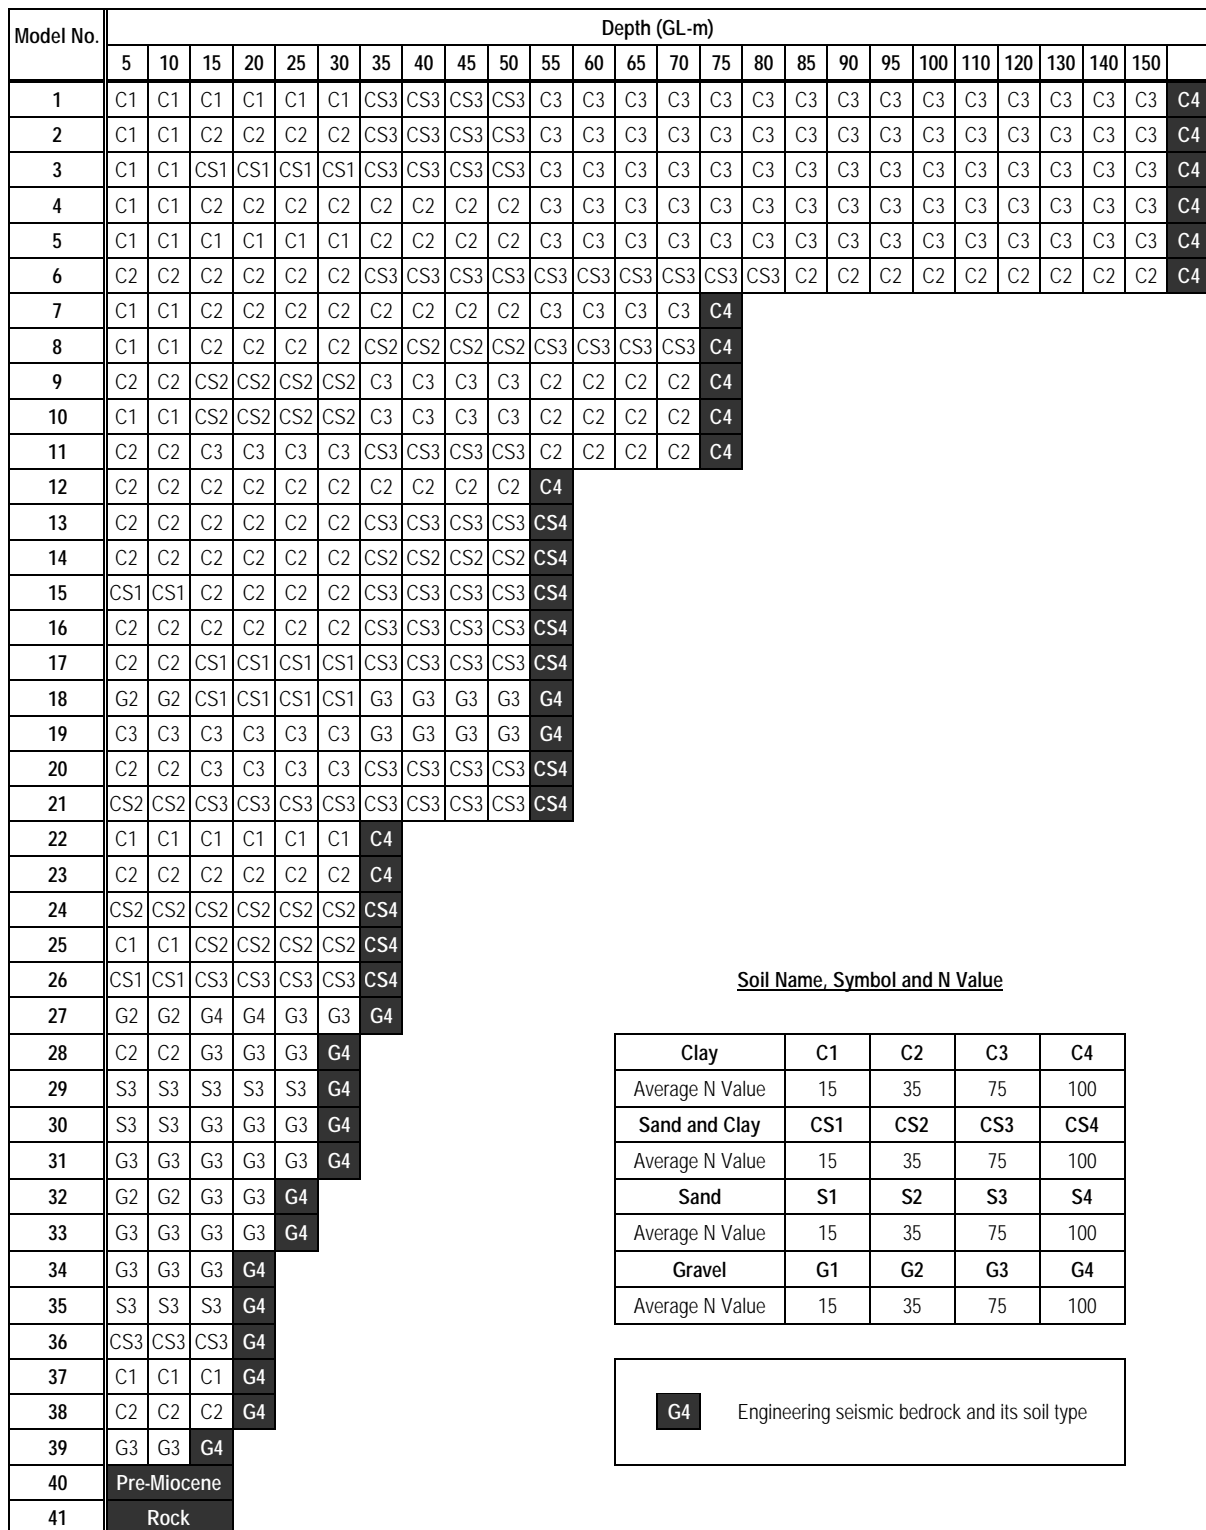 Model No. Depth (GL-m)
5 10 15 20 25 30 35 40 45 50 55 60 65 70 75 80 85 90 95 100 110 120 130 140 150
1 C1 C1 C1 C1 C1 C1 CS3 CS3 CS3 CS3 C3 C3 C3 C3 C3 C3 C3 C3 C3 C3 C3 C3 C3 C3 C3 C4
2 C1 C1 C2 C2 C2 C2 CS3 CS3 CS3 CS3 C3 C3 C3 C3 C3 C3 C3 C3 C3 C3 C3 C3 C3 C3 C3 C4
3 C1 C1 CS1 CS1 CS1 CS1 CS3 CS3 CS3 CS3 C3 C3 C3 C3 C3 C3 C3 C3 C3 C3 C3 C3 C3 C3 C3 C4
4 C1 C1 C2 C2 C2 C2 C2 C2 C2 C2 C3 C3 C3 C3 C3 C3 C3 C3 C3 C3 C3 C3 C3 C3 C3 C4
5 C1 C1 C1 C1 C1 C1 C2 C2 C2 C2 C3 C3 C3 C3 C3 C3 C3 C3 C3 C3 C3 C3 C3 C3 C3 C4
6 C2 C2 C2 C2 C2 C2 CS3 CS3 CS3 CS3 CS3 CS3 CS3 CS3 CS3 CS3 C2 C2 C2 C2 C2 C2 C2 C2 C2 C4
7 C1 C1 C2 C2 C2 C2 C2 C2 C2 C2 C3 C3 C3 C3 C4
8 C1 C1 C2 C2 C2 C2 CS2 CS2 CS2 CS2 CS3 CS3 CS3 CS3 C4
9 C2 C2 CS2 CS2 CS2 CS2 C3 C3 C3 C3 C2 C2 C2 C2 C4
10 C1 C1 CS2 CS2 CS2 CS2 C3 C3 C3 C3 C2 C2 C2 C2 C4
11 C2 C2 C3 C3 C3 C3 CS3 CS3 CS3 CS3 C2 C2 C2 C2 C4
12 C2 C2 C2 C2 C2 C2 C2 C2 C2 C2 C4
13 C2 C2 C2 C2 C2 C2 CS3 CS3 CS3 CS3 CS4
14 C2 C2 C2 C2 C2 C2 CS2 CS2 CS2 CS2 CS4
15 CS1 CS1 C2 C2 C2 C2 CS3 CS3 CS3 CS3 CS4
16 C2 C2 C2 C2 C2 C2 CS3 CS3 CS3 CS3 CS4
17 C2 C2 CS1 CS1 CS1 CS1 CS3 CS3 CS3 CS3 CS4
18 G2 G2 CS1 CS1 CS1 CS1 G3 G3 G3 G3 G4
19 C3 C3 C3 C3 C3 C3 G3 G3 G3 G3 G4
20 C2 C2 C3 C3 C3 C3 CS3 CS3 CS3 CS3 CS4
21 CS2 CS2 CS3 CS3 CS3 CS3 CS3 CS3 CS3 CS3 CS4
22 C1 C1 C1 C1 C1 C1 C4
23 C2 C2 C2 C2 C2 C2 C4
24 CS2 CS2 CS2 CS2 CS2 CS2 CS4
25 C1 C1 CS2 CS2 CS2 CS2 CS4
26 CS1 CS1 CS3 CS3 CS3 CS3 CS4
27 G2 G2 G4 G4 G3 G3 G4
28 C2 C2 G3 G3 G3 G4
29 S3 S3 S3 S3 S3 G4
30 S3 S3 G3 G3 G3 G4
31 G3 G3 G3 G3 G3 G4
32 G2 G2 G3 G3 G4
33 G3 G3 G3 G3 G4
34 G3 G3 G3 G4
35 S3 S3 S3 G4
36 CS3 CS3 CS3 G4
37 C1 C1 C1 G4
38 C2 C2 C2 G4
39 G3 G3 G4
40 Pre-Miocene
41 Rock
Soil Name, Symbol and N Value
Clay C1 C2 C3 C4
Average N Value 15 35 75 100
Sand and Clay CS1 CS2 CS3 CS4
Average N Value 15 35 75 100
Sand S1 S2 S3 S4
Average N Value 15 35 75 100
Gravel G1 G2 G3 G4
Average N Value 15 35 75 100
G4 Engineering seismic bedrock and its soil type